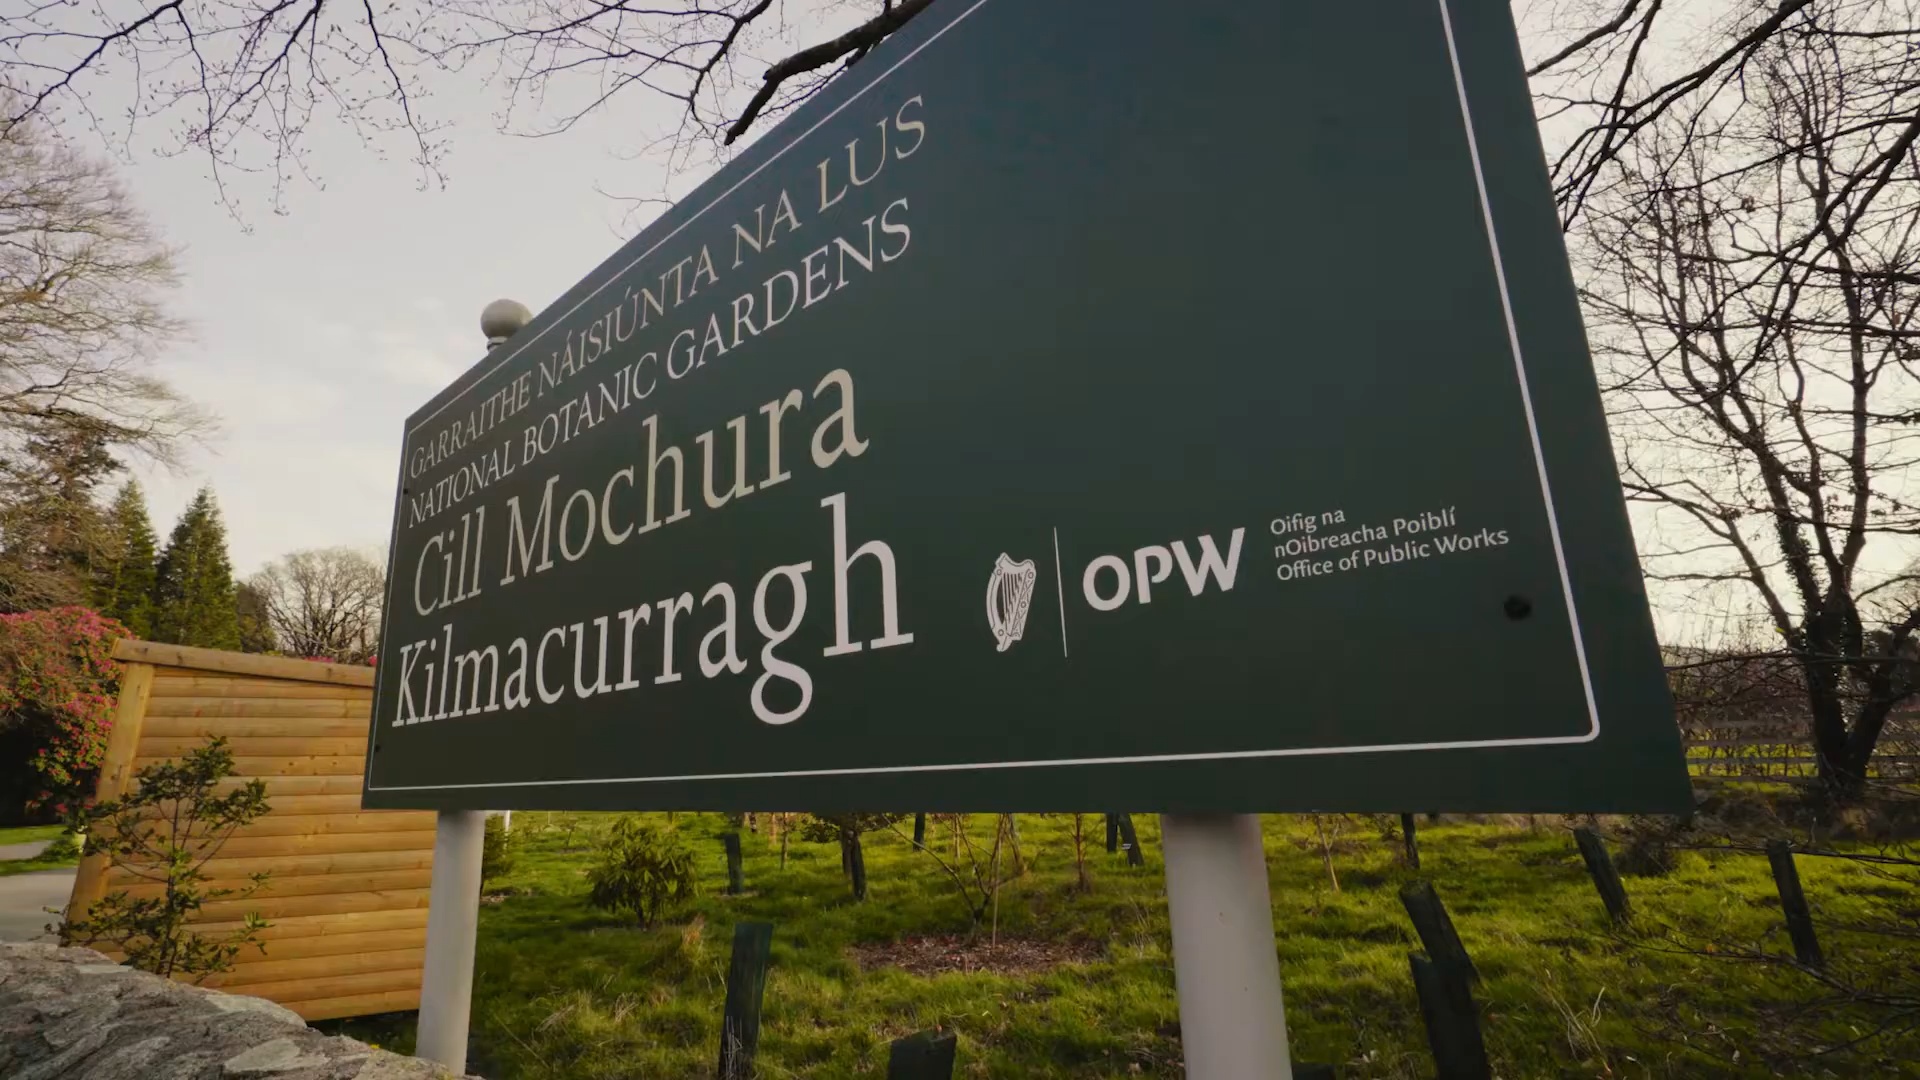 GARRAITHE NÁISIÚNTA NA LUS
NATIONAL BOTANIC GARDENS
Cill Mochura
Kilmacurragh
OPW
Oifig na
nOibreacha Poiblí
Office of Public Works